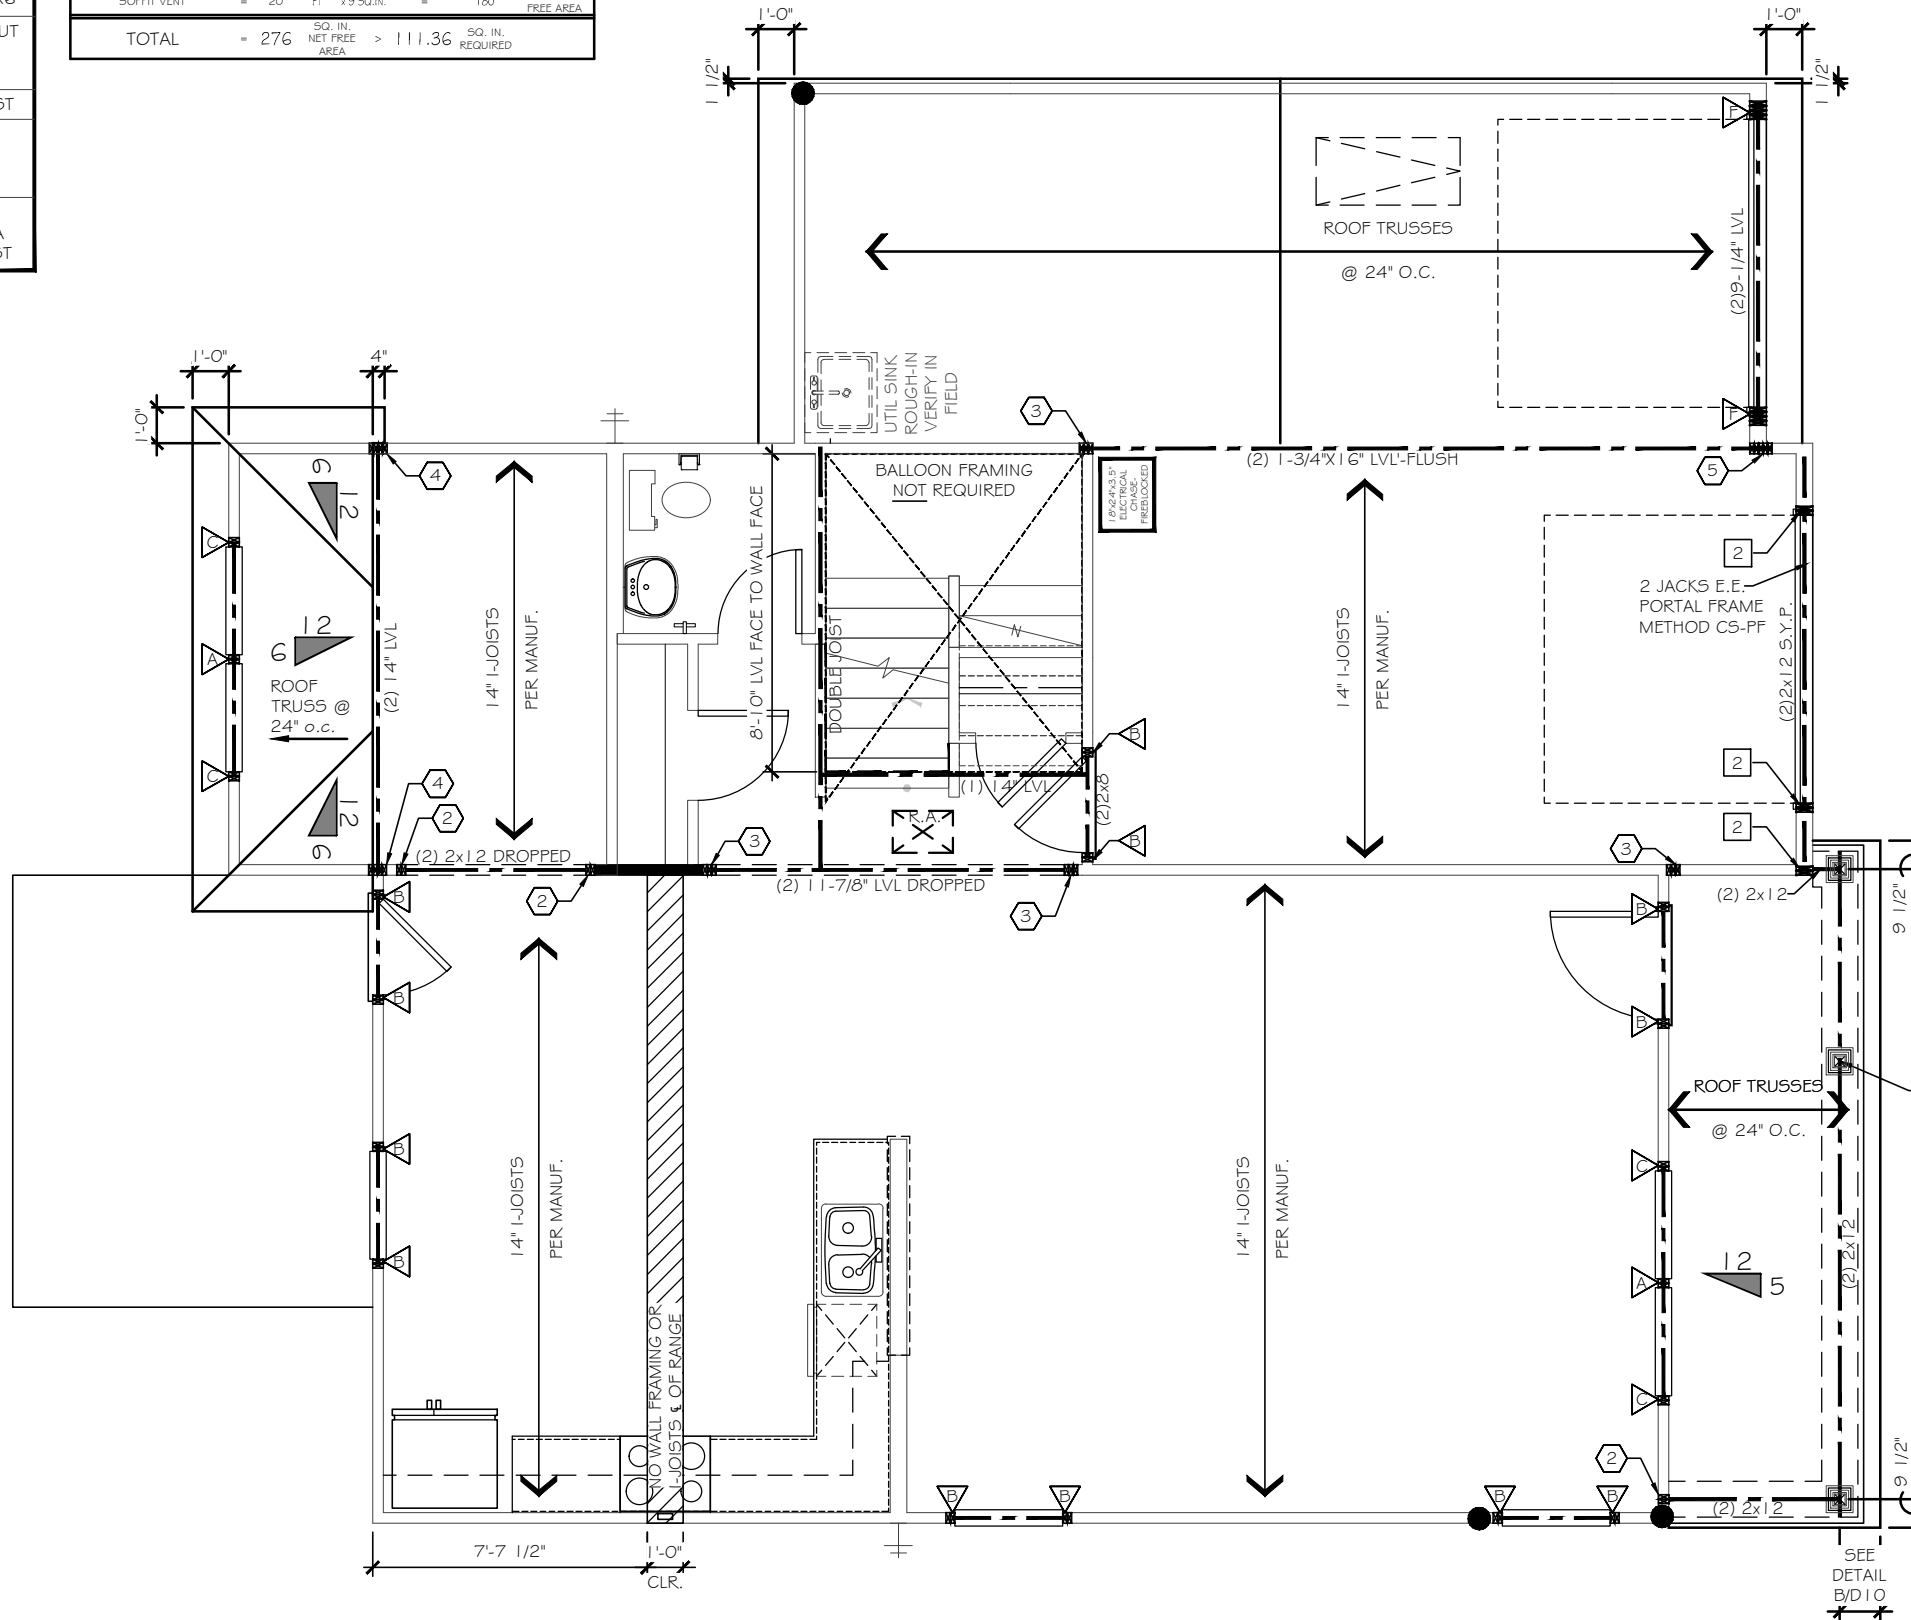 SOFFIT VENT = 20 FT x 9 SQ.IN. = 180 FREE AREA
TOTAL = 276 SQ. IN. NET FREE AREA > 111.36 SQ. IN. REQUIRED
UT
ST
A
ST
1'-0"
1'-0"
1 1/2"
1 1/2"
F
ROOF TRUSSES
@ 24" O.C.
(2)9-1/4" LVL
F
1'-0"
4"
1'-0"
UTIL SINK
ROUGH-IN
VERIFY IN
FIELD
3
(2) 1-3/4"X16" LVL'-FLUSH
5
4
6
12
BALLOON FRAMING
NOT REQUIRED
18"x24"x3.5"
ELECTRICAL
CHASE-
FIREBLOCKED
8'-10" LVL FACE TO WALL FACE
C
A
C
12
6
ROOF
TRUSS @
24" o.c.
12
6
(2) 14" LVL
14" I-JOISTS
PER MANUF.
DOUBLE JOIST
N
14" I-JOISTS
PER MANUF.
2
2 JACKS E.E.
PORTAL FRAME
METHOD CS-PF
(2)2x12 S.Y.P.
2
2
B
(1) 14" LVL
(2)2x8
R.A.
B
4
2
(2) 2x12 DROPPED
3
(2) 11-7/8" LVL DROPPED
2
3
3
(2) 2x12
9 1/2"
B
B
B
B
ROOF TRUSSES
@ 24" O.C.
B
B
14" I-JOISTS
PER MANUF.
14" I-JOISTS
PER MANUF.
C
A
C
12
5
(2) 2x12
NO WALL FRAMING OR
I-JOISTS ℄ OF RANGE
2
9 1/2"
B
B
B
B
(2) 2x12
7'-7 1/2"
1'-0"
CLR.
SEE
DETAIL
B/D10